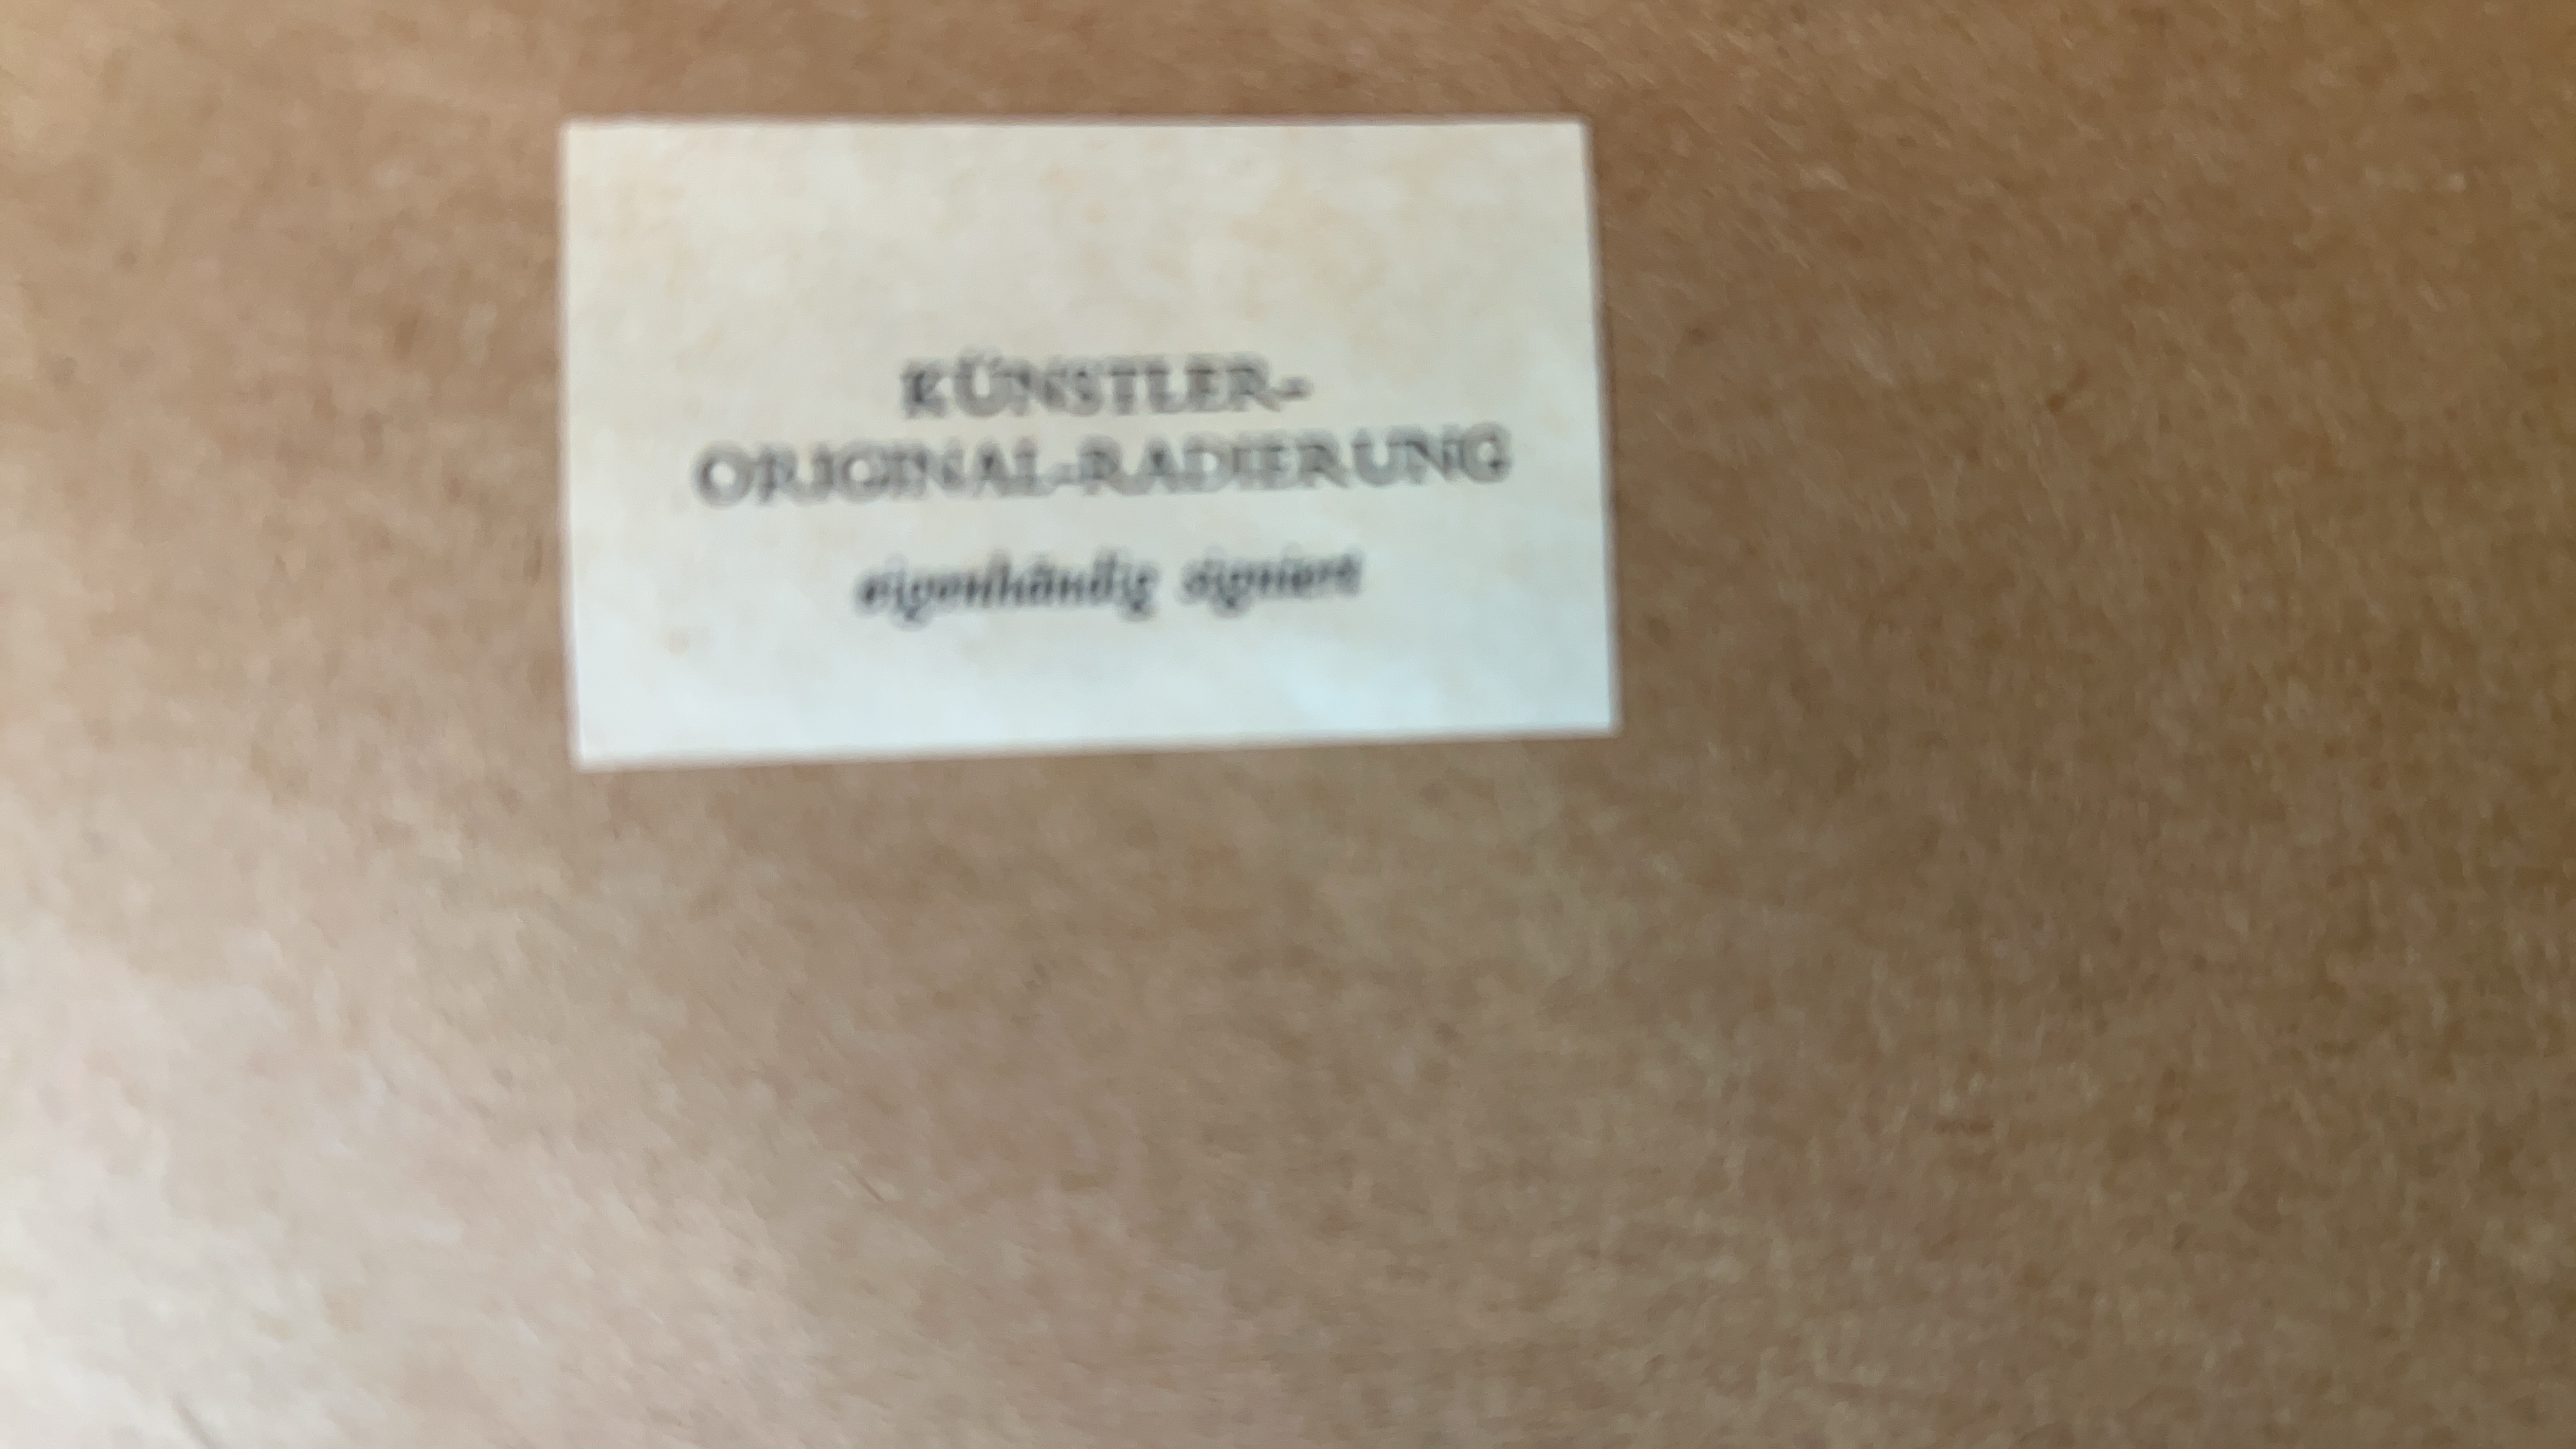 KÜNSTLER-
ORIGINAL-RADIERUNG
eigenhändig signiert